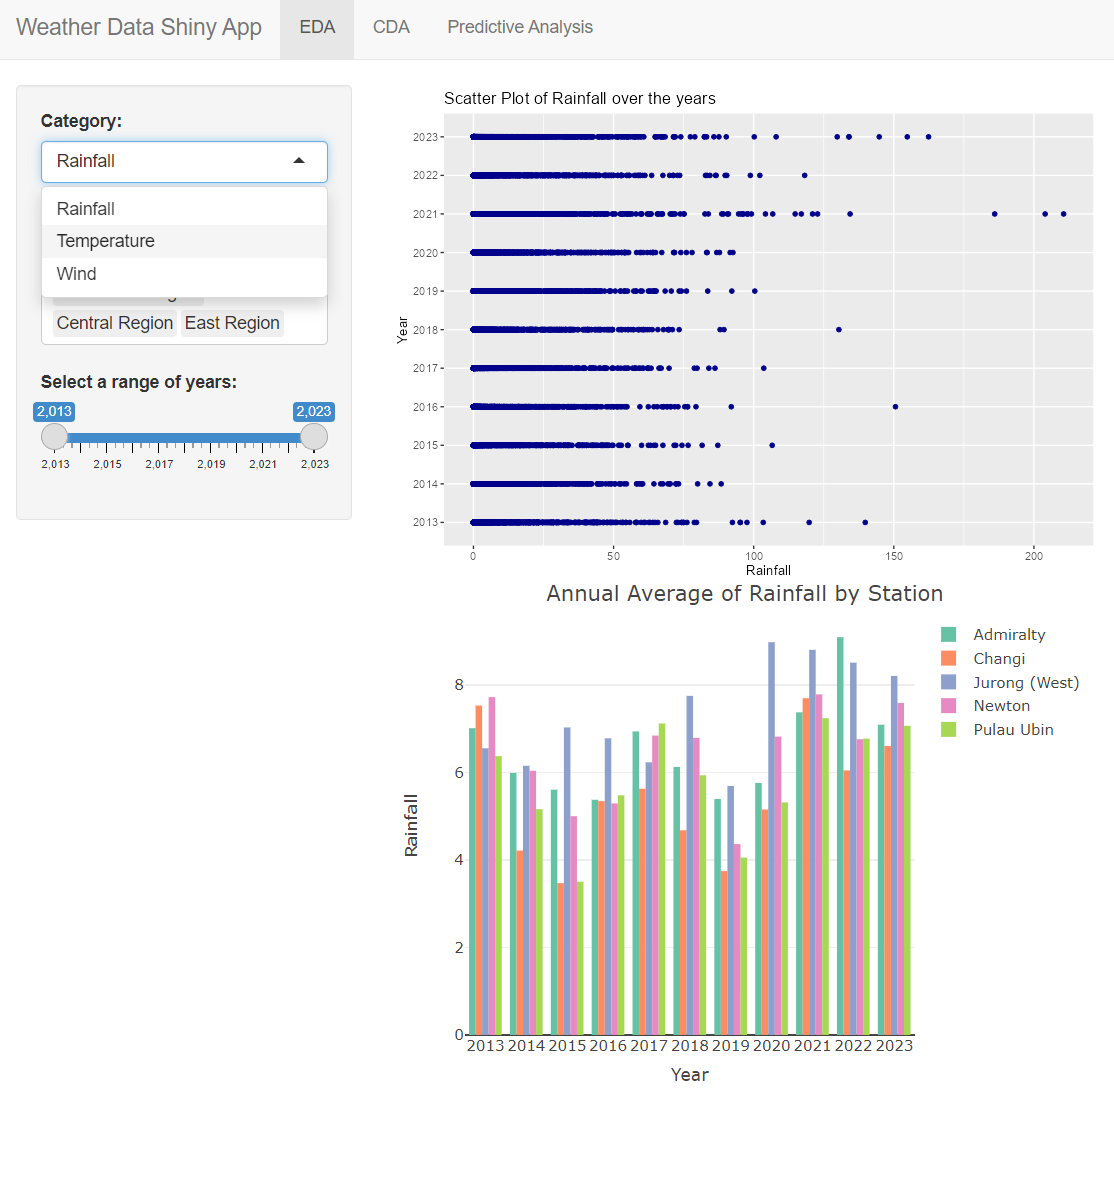 Weather Data Shiny App EDA CDA Predictive Analysis
Category:
Rainfall
Rainfall
Temperature
Wind
Central Region East Region
Select a range of years:
2,013 2,023
2,013 2,015 2,017 2,019 2,021 2,023
Scatter Plot of Rainfall over the years
Year
2023
2022
2021
2020
2019
2018
2017
2016
2015
2014
2013
0 50 100 150 200
Rainfall
Annual Average of Rainfall by Station
Admiralty
Changi
Jurong (West)
Newton
Pulau Ubin
Rainfall
8
6
4
2
0
2013 2014 2015 2016 2017 2018 2019 2020 2021 2022 2023
Year